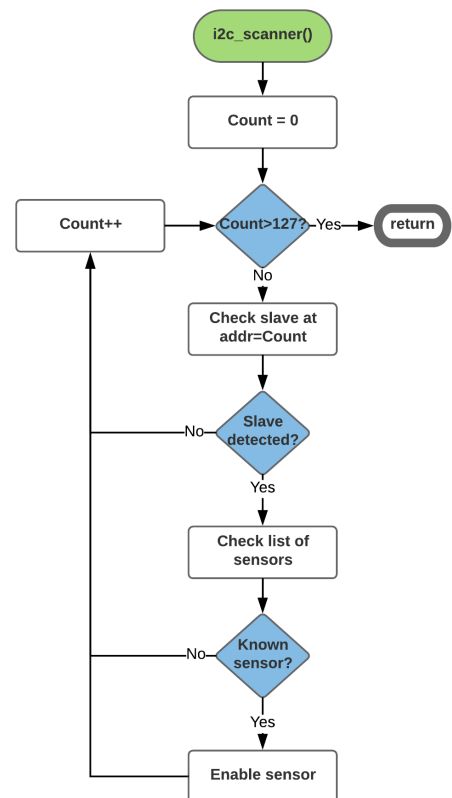 i2c_scanner()
Count = 0
Count++
Count>127?
Yes
return
No
Check slave at
addr=Count
Slave
detected?
No
Yes
Check list of
sensors
Known
sensor?
No
Yes
Enable sensor